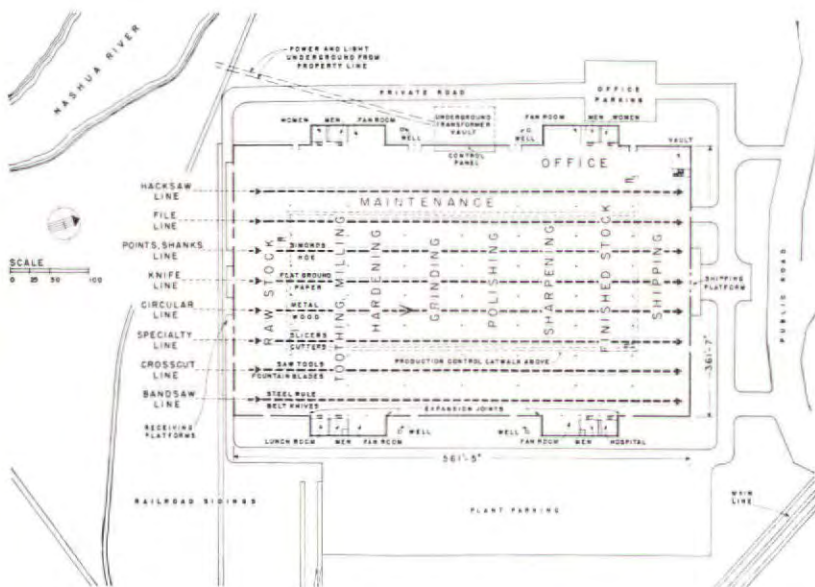 NASHUA RIVER
POWER AND LIGHT
UNDERGROUND FROM
PROPERTY LINE
PRIVATE ROAD
OFFICE
PARKING
WOMEN
MEN
FAN ROOM
WELL
UNDERGROUND
TRANSFORMER
VAULT
CONTROL
PANEL
WELL
FAN ROOM
MEN
WOMEN
VAULT
OFFICE
HACKSAW
LINE
MAINTENANCE
FILE
LINE
POINTS, SHANKS
LINE
SIMONDS
HOE
KNIFE
LINE
FLAT GROUND
PAPER
CIRCULAR
LINE
METAL
WOOD
SPECIALTY
LINE
SLICERS
CUTTERS
CROSSCUT
LINE
SAW TOOLS
FOUNTAIN BLADES
BANDSAW
LINE
STEEL RULE
BELT KNIVES
RAW STOCK
TOOTHING, MILLING
HARDENING
GRINDING
POLISHING
SHARPENING
FINISHED STOCK
SHIPPING
SHIPPING
PLATFORM
PUBLIC ROAD
SCALE
0 25 50 100
PRODUCTION CONTROL CATWALK ABOVE
361'-7"
EXPANSION JOINTS
RECEIVING
PLATFORMS
LUNCH ROOM
MEN
FAN ROOM
WELL
WELL
FAN ROOM
MEN
HOSPITAL
561'-5"
RAILROAD SIDINGS
PLANT PARKING
MAIN
LINE